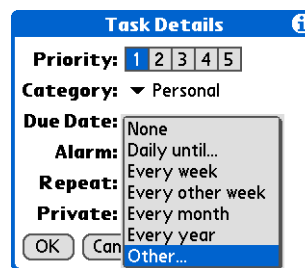 Task Details
Priority: 1 2 3 4 5
Category: Personal
Due Date:
None
Alarm: Daily until...
Every week
Repeat: Every other week
Private: Every month
Every year
OK Can Other...